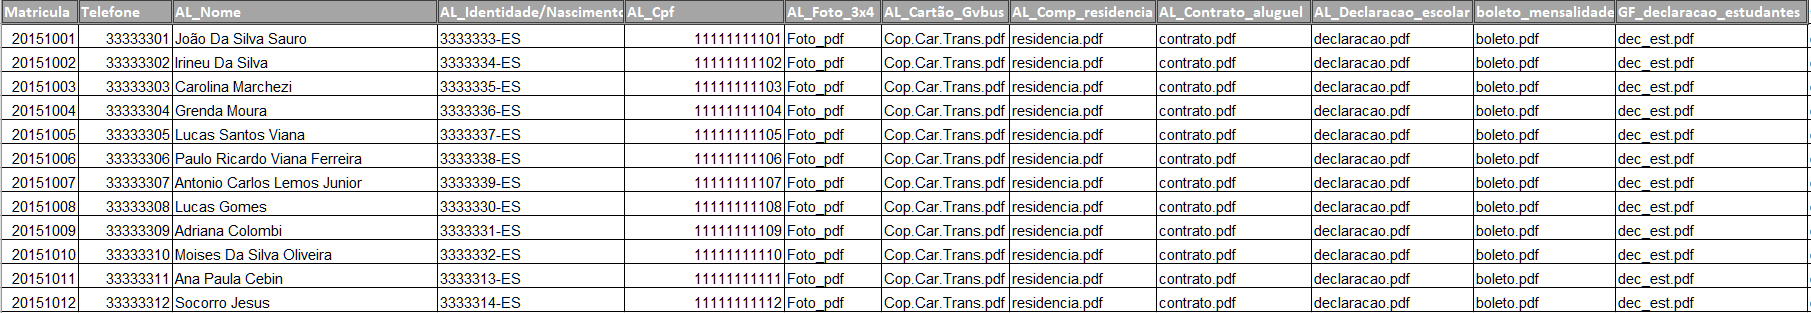 Matricula Telefone AL_Nome AL_Identidade/Nascimento AL_Cpf AL_Foto_3x4 AL_Cartão_Gvbus AL_Comp_residencia AL_Contrato_aluguel AL_Declaracao_escolar boleto_mensalidade GF_declaracao_estudantes
20151001 33333301 João Da Silva Sauro 3333333-ES 11111111101 Foto_pdf Cop.Car.Trans.pdf residencia.pdf contrato.pdf declaracao.pdf boleto.pdf dec_est.pdf
20151002 33333302 Irineu Da Silva 3333334-ES 11111111102 Foto_pdf Cop.Car.Trans.pdf residencia.pdf contrato.pdf declaracao.pdf boleto.pdf dec_est.pdf
20151003 33333303 Carolina Marchezi 3333335-ES 11111111103 Foto_pdf Cop.Car.Trans.pdf residencia.pdf contrato.pdf declaracao.pdf boleto.pdf dec_est.pdf
20151004 33333304 Grenda Moura 3333336-ES 11111111104 Foto_pdf Cop.Car.Trans.pdf residencia.pdf contrato.pdf declaracao.pdf boleto.pdf dec_est.pdf
20151005 33333305 Lucas Santos Viana 3333337-ES 11111111105 Foto_pdf Cop.Car.Trans.pdf residencia.pdf contrato.pdf declaracao.pdf boleto.pdf dec_est.pdf
20151006 33333306 Paulo Ricardo Viana Ferreira 3333338-ES 11111111106 Foto_pdf Cop.Car.Trans.pdf residencia.pdf contrato.pdf declaracao.pdf boleto.pdf dec_est.pdf
20151007 33333307 Antonio Carlos Lemos Junior 3333339-ES 11111111107 Foto_pdf Cop.Car.Trans.pdf residencia.pdf contrato.pdf declaracao.pdf boleto.pdf dec_est.pdf
20151008 33333308 Lucas Gomes 3333330-ES 11111111108 Foto_pdf Cop.Car.Trans.pdf residencia.pdf contrato.pdf declaracao.pdf boleto.pdf dec_est.pdf
20151009 33333309 Adriana Colombi 3333331-ES 11111111109 Foto_pdf Cop.Car.Trans.pdf residencia.pdf contrato.pdf declaracao.pdf boleto.pdf dec_est.pdf
20151010 33333310 Moises Da Silva Oliveira 3333332-ES 11111111110 Foto_pdf Cop.Car.Trans.pdf residencia.pdf contrato.pdf declaracao.pdf boleto.pdf dec_est.pdf
20151011 33333311 Ana Paula Cebin 3333313-ES 11111111111 Foto_pdf Cop.Car.Trans.pdf residencia.pdf contrato.pdf declaracao.pdf boleto.pdf dec_est.pdf
20151012 33333312 Socorro Jesus 3333314-ES 11111111112 Foto_pdf Cop.Car.Trans.pdf residencia.pdf contrato.pdf declaracao.pdf boleto.pdf dec_est.pdf